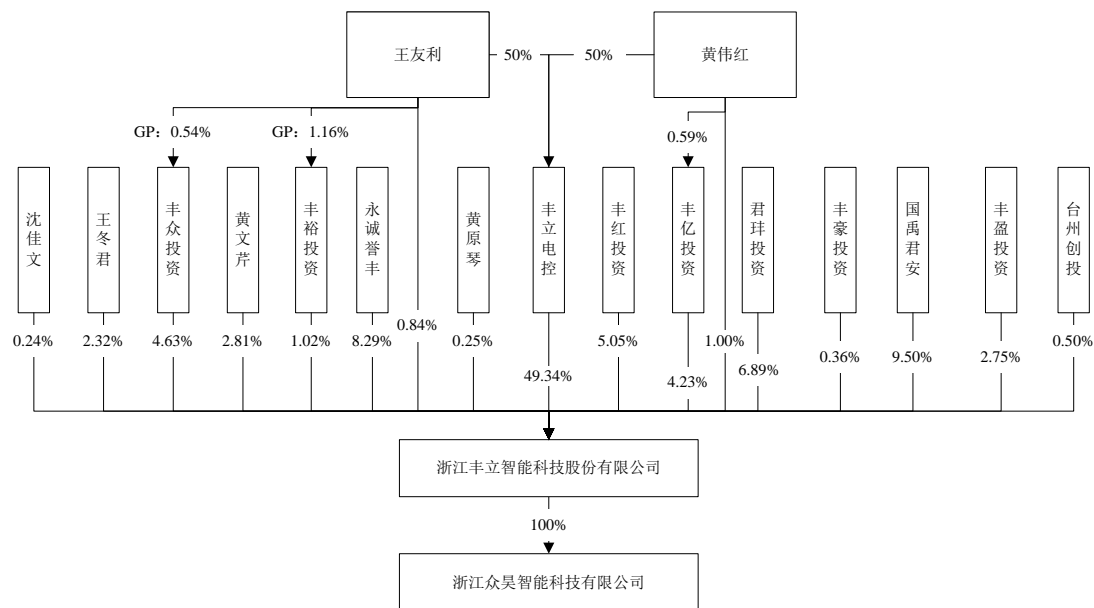 王友利
50%
50%
黄伟红
GP：0.54%
GP：1.16%
0.59%
沈佳文
王冬君
丰众投资
黄文芹
丰裕投资
永诚誉丰
黄原琴
丰立电控
丰红投资
丰亿投资
君玤投资
丰豪投资
国禹君安
丰盈投资
台州创投
0.24%
2.32%
4.63%
2.81%
1.02%
8.29%
0.84%
0.25%
49.34%
5.05%
4.23%
1.00%
6.89%
0.36%
9.50%
2.75%
0.50%
浙江丰立智能科技股份有限公司
100%
浙江众昊智能科技有限公司